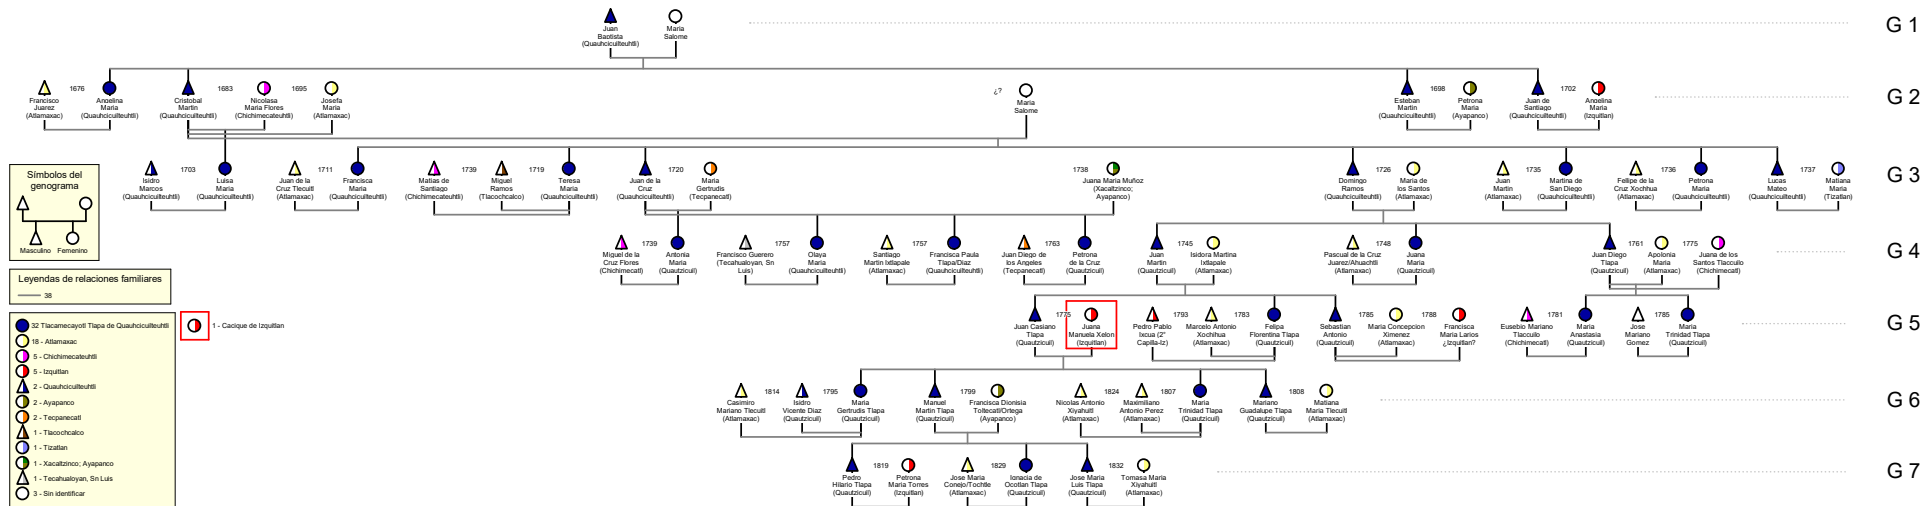 Juan
Baotista
(Quauhcicuilteuhtli)
Maria
Salome
G 1
Francisco
Juarez
(Atlamaxac)
1676
Angelina
Maria
(Quauhcicuilteuhtli)
Cristobal
Martin
(Quauhcicuilteuhtli)
1683
Nicolasa
Maria Flores
(Chichimecateuhtli)
1695
Josefa
Maria
(Atlamaxac)
¿?
Maria
Salome
Esteban
Martin
(Quauhcicuilteuhtli)
1698
Petrona
Maria
(Ayapanco)
Juan de
Santiago
(Quauhcicuilteuhtli)
1702
Angelina
Maria
(Izquitlan)
G 2
Símbolos del
genograma
Masculino
Femenino
Isidro
Marcos
(Quauhcicuilteuhtli)
1703
Luisa
Maria
(Quauhcicuilteuhtli)
Juan de la
Cruz Tlecuitl
(Atlamaxac)
1711
Francisca
Maria
(Quauhcicuilteuhtli)
Matias de
Santiago
(Chichimecateuhtli)
1739
Miguel
Ramos
(Tlacochcalco)
1719
Teresa
Maria
(Quauhcicuilteuhtli)
Juan de la
Cruz
(Quauhcicuilteuhtli)
1720
Maria
Gertrudis
(Tecpanecatl)
1738
Juana Maria Muñoz
(Xacaltzinco;
Ayapanco)
Domingo
Ramos
(Quauhcicuilteuhtli)
1726
Maria de
los Santos
(Atlamaxac)
Juan
Martin
(Atlamaxac)
1735
Martina de
San Diego
(Quauhcicuilteuhtli)
Fellipe de la
Cruz Xochhua
(Atlamaxac)
1736
Petrona
Maria
(Quauhcicuilteuhtli)
Lucas
Mateo
(Quauhcicuilteuhtli)
1737
Matiana
Maria
(Tizatlan)
G 3
Miguel de la
Cruz Flores
(Chichimecatl)
1739
Antonia
Maria
(Quautzicuil)
Francisco Guerero
(Tecahualoyan, Sn
Luis)
1757
Olaya
Maria
(Quauhcicuilteuhtli)
Santiago
Martin Ixtlapale
(Atlamaxac)
1757
Francisca Paula
Tlapa/Diaz
(Quauhcicuilteuhtli)
Juan Diego de
los Angeles
(Tecpanecatl)
1763
Petrona
de la Cruz
(Quautzicuil)
Juan
Martin
(Quautzicuil)
1745
Isidora Martina
Ixtlapale
(Atlamaxac)
Pascual de la Cruz
Juarez/Ahuachtli
(Atlamaxac)
1748
Juana
Maria
(Quautzicuil)
Juan Diego
Tlapa
(Quautzicuil)
1761
Apolonia
Maria
(Atlamaxac)
1775
Juana de los
Santos Tlaccuilo
(Chichimecatl)
G 4
Leyendas de relaciones familiares
38
32 Tlacamecayotl Tlapa de Quauhcicuilteuhtli
18 - Atlamaxac
5 - Chichimecateuhtli
5 - Izquitlan
2 - Quauhcicuilteuhtli
2 - Ayapanco
2 - Tecpanecatl
1 - Tlacochcalco
1 - Tizatlan
1 - Xacaltzinco; Ayapanco
1 - Tecahualoyan, Sn Luis
3 - Sin identificar
1 - Cacique de Izquitlan
Juan Casiano
Tlapa
(Quautzicuil)
1775
Juana
Manuela Xelon
(Izquitlan)
Pedro Pablo
Ixcua (2°
Capilla-Iz)
1793
Marcelo Antonio
Xochihua
(Atlamaxac)
1783
Felipa
Florentina Tlapa
(Quautzicuil)
Sebastian
Antonio
(Quautzicuil)
1785
Maria Concepcion
Ximenez
(Atlamaxac)
1788
Francisca
Maria Larios
¿Izquitlan?
Eusebio Mariano
Tlaccuilo
(Chichimecatl)
1781
Maria
Anastasia
(Quautzicuil)
Jose
Mariano
Gomez
1785
Maria
Trinidad Tlapa
(Quautzicuil)
G 5
Casimiro
Mariano Tlecuitl
(Atlamaxac)
1814
Isidro
Vicente Diaz
(Quautzicuil)
1795
Maria
Gertrudis Tlapa
(Quautzicuil)
Manuel
Martin Tlapa
(Quautzicuil)
1799
Francisca Dionisia
Toltecatl/Ortega
(Ayapanco)
Nicolas Antonio
Xiyahuitl
(Atlamaxac)
1824
Maximiliano
Antonio Perez
(Atlamaxac)
1807
Maria
Trinidad Tlapa
(Quautzicuil)
Mariano
Guadalupe Tlapa
(Quautzicuil)
1808
Matiana
Maria Tlecuitl
(Atlamaxac)
G 6
Pedro
Hilario Tlapa
(Quautzicuil)
1819
Petrona
Maria Torres
(Izquitlan)
Jose Maria
Conejo/Tochtle
(Atlamaxac)
1829
Ignacia de
Ocotlan Tlapa
(Quautzicuil)
Jose Maria
Luis Tlapa
(Quautzicuil)
1832
Tomasa Maria
Xiyahuitl
(Atlamaxac)
G 7